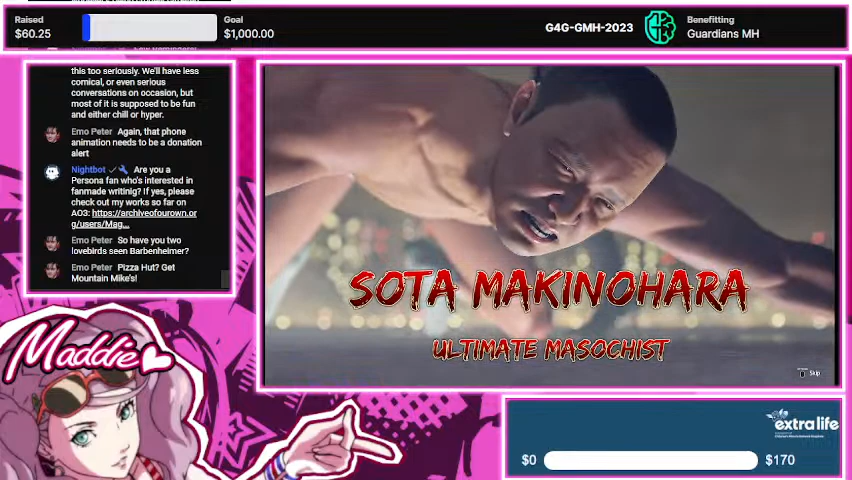 Raised
$60.25
Goal
$1,000.00
G4G-GMH-2023
Benefitting
Guardians MH
this too seriously. We'll have less
comical, or even serious
conversations on occasion, but
most of it is supposed to be fun
and either chill or hyper.
Emo Peter Again, that phone
animation needs to be a donation
alert
Nightbot Are you a
Persona fan who's interested in
fanmade writinig? If yes, please
check out my works so far on
AO3: https://archiveofourown.or
g/users/Mag...
Emo Peter So have you two
lovebirds seen Barbenheimer?
Emo Peter Pizza Hut? Get
Mountain Mike's!
SOTA MAKINOHARA
ULTIMATE MASOCHIST
Skip
Maddie
extra life
$0
$170